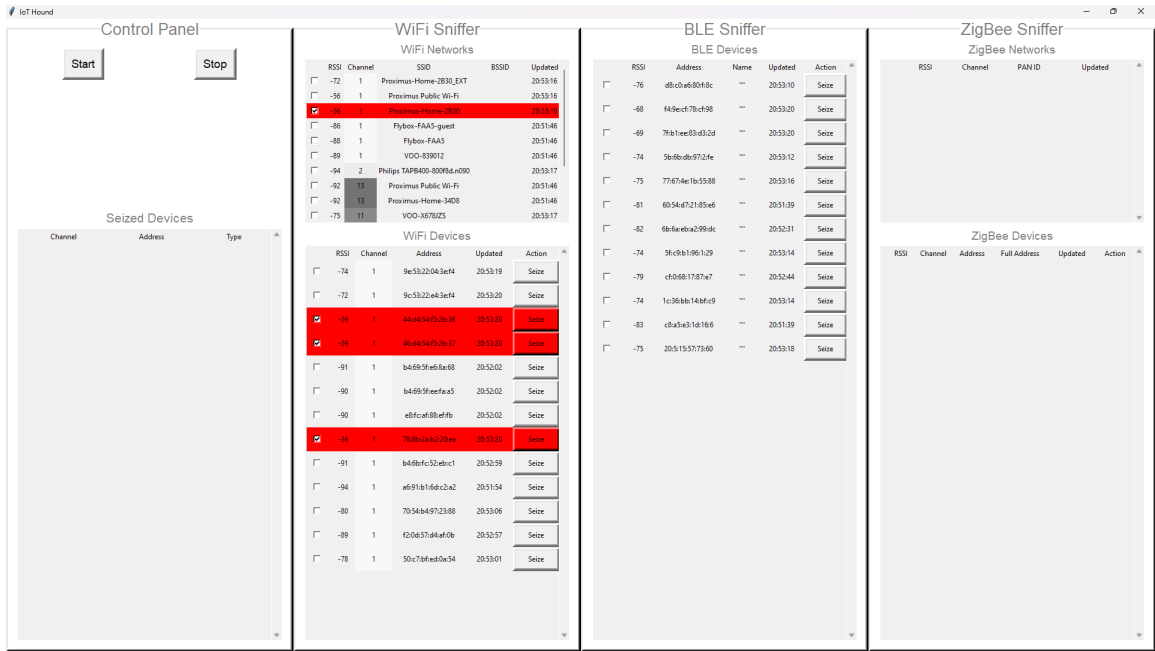 IoT Hound
Control Panel
Start
Stop
Seized Devices
Channel Address Type
WiFi Sniffer
WiFi Networks
RSSI Channel SSID BSSID Updated
-72 1 Proximus-Home-2B30_EXT 20:53:16
-56 1 Proximus Public Wi-Fi 20:53:16
-56 1 Proximus-Home-2B30 20:53:16
-86 1 Flybox-FAA5-guest 20:51:46
-88 1 Flybox-FAA5 20:51:46
-89 1 VOO-839012 20:51:46
-94 2 Philips TAPB400-800f8d.n090 20:53:17
-92 13 Proximus Public Wi-Fi 20:51:46
-92 13 Proximus-Home-34D8 20:51:46
-75 11 VOO-X678JZS 20:53:17
WiFi Devices
RSSI Channel Address Updated Action
-74 1 9e:53:22:04:3e:f4 20:53:19 Seize
-72 1 9c:53:22:e4:3e:f4 20:53:20 Seize
-59 1 20:53:20 Seize
-59 1 20:53:20 Seize
-91 1 b4:69:5f:e6:8a:68 20:52:02 Seize
-90 1 b4:69:5f:ee:fa:a5 20:52:02 Seize
-90 1 e8:fc:af:88:ef:fb 20:52:02 Seize
1 20:53:20 Seize
-91 1 b4:6b:fc:52:eb:c1 20:52:59 Seize
-94 1 a6:91:b1:6d:c2:a2 20:51:54 Seize
-80 1 70:54:b4:97:23:88 20:53:06 Seize
-89 1 f2:0d:57:d4:af:0b 20:52:57 Seize
-78 1 50:c7:bf:ed:0a:54 20:53:01 Seize
BLE Sniffer
BLE Devices
RSSI Address Name Updated Action
-76 d8:c0:a6:80:f:8c "" 20:53:10 Seize
-68 f4:9e:cf:78:cf:98 "" 20:53:20 Seize
-69 7f:b1:ee:83:d3:2d "" 20:53:20 Seize
-74 5b:6b:db:97:2:fe "" 20:53:12 Seize
-75 77:67:4e:1b:55:88 "" 20:53:16 Seize
-81 60:54:d7:21:85:e6 "" 20:51:39 Seize
-82 6b:6a:eb:a2:99:dc "" 20:52:31 Seize
-74 5f:c9:b1:96:1:29 "" 20:53:14 Seize
-79 cf:0:68:17:87:e7 "" 20:52:44 Seize
-74 1c:36:bb:14:bf:c9 "" 20:53:14 Seize
-83 c8:a5:e3:1d:16:6 "" 20:51:39 Seize
-75 20:5:15:57:73:60 "" 20:53:18 Seize
ZigBee Sniffer
ZigBee Networks
RSSI Channel PAN ID Updated
ZigBee Devices
RSSI Channel Address Full Address Updated Action